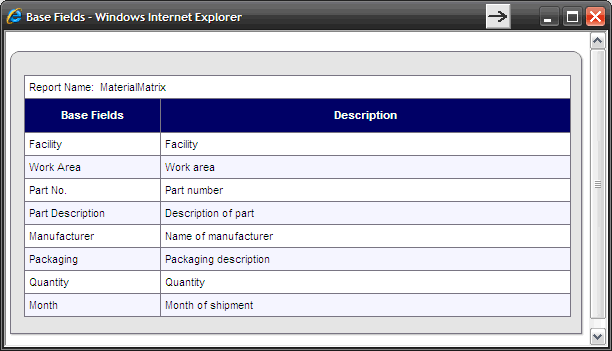 Base Fields - Windows Internet Explorer
Report Name: MaterialMatrix
Base Fields Description
Facility Facility
Work Area Work area
Part No. Part number
Part Description Description of part
Manufacturer Name of manufacturer
Packaging Packaging description
Quantity Quantity
Month Month of shipment